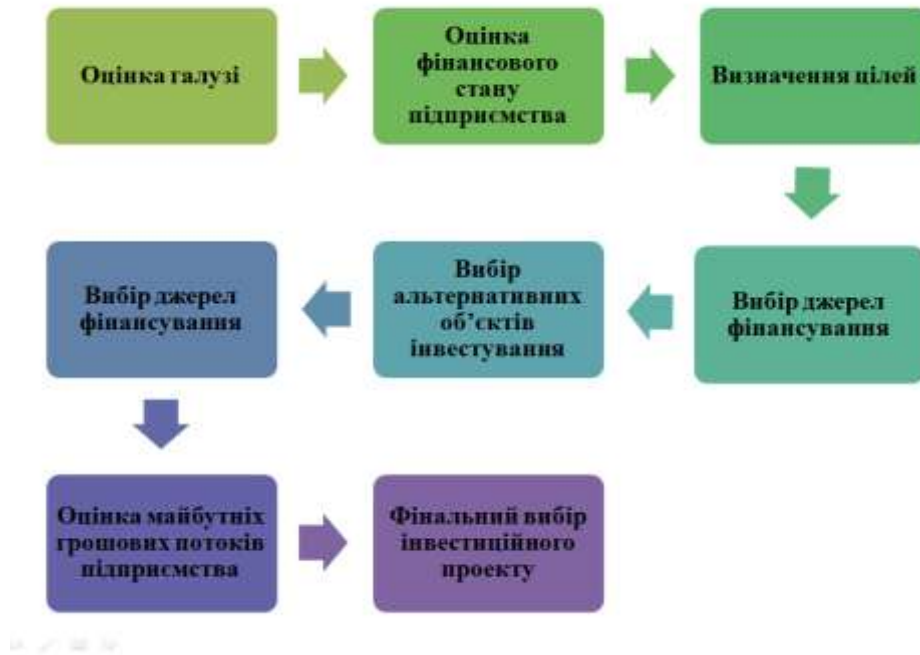 Оцінка галузі
Оцінка
фінансового
стану
підприємства
Визначення цілей
Вибір джерел
фінансування
Вибір
альтернативних
об’єктів
інвестування
Вибір джерел
фінансування
Оцінка майбутніх
грошових потоків
підприємства
Фінальний вибір
інвестиційного
проекту